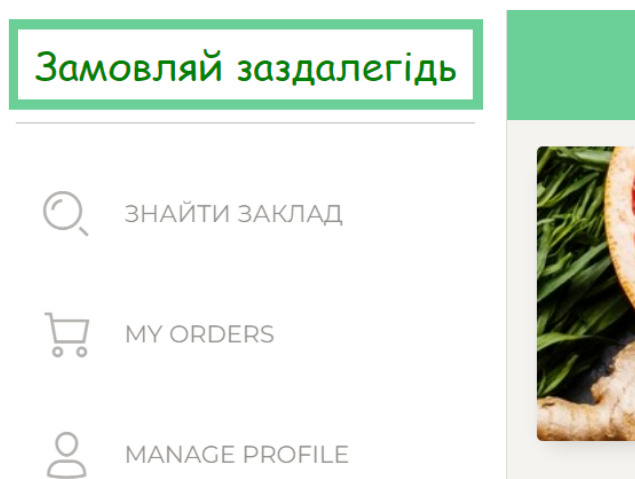 Замовляй заздалегідь
ЗНАЙТИ ЗАКЛАД
MY ORDERS
MANAGE PROFILE